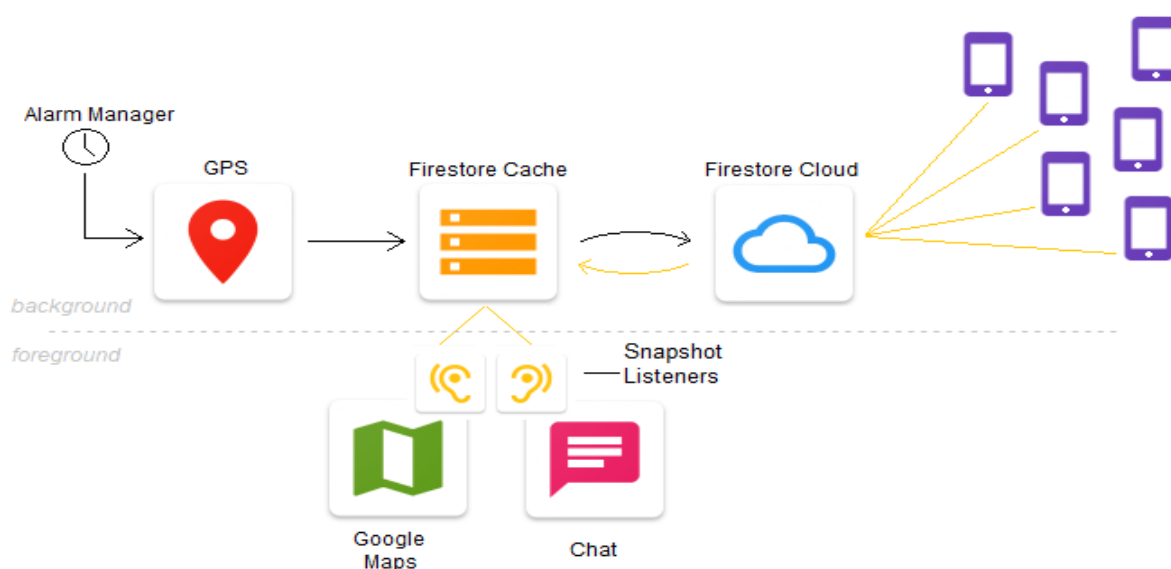 Alarm Manager
GPS
Firestore Cache
Firestore Cloud
background
foreground
Snapshot
Listeners
Google
Maps
Chat